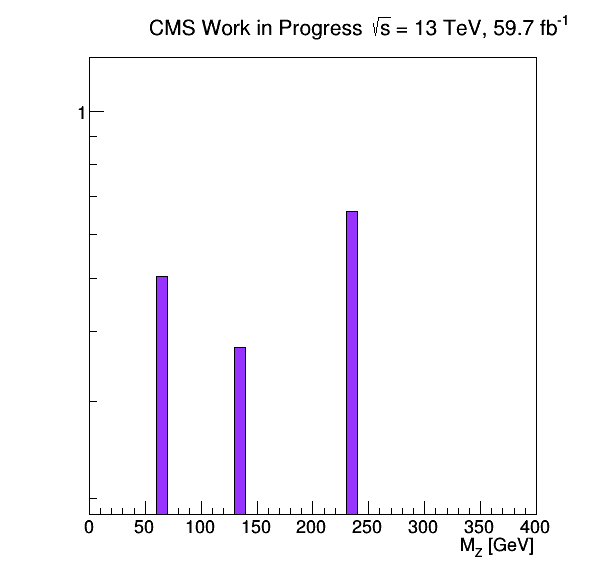 CMS Work in Progress √s = 13 TeV, 59.7 fb⁻¹
1
0 50 100 150 200 250 300 350 400
M_Z [GeV]